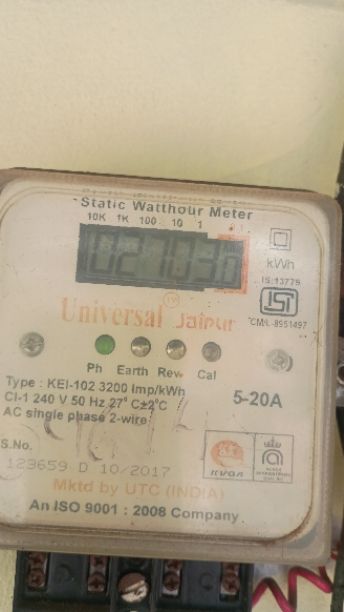 Static Watthour Meter
10K 1K 100 10 1
kWh
IS:13779
ISI
CM/L-8551497
Universal Jaipur
Ph Earth Rev Cal
Type : KEI-102 3200 Imp/kWh
Cl-1 240 V 50 Hz 27°C±2°C
5-20A
AC single phase 2-wire
S.No.
123659 D 10/2017
Mktd by UTC (INDIA)
An ISO 9001 : 2008 Company